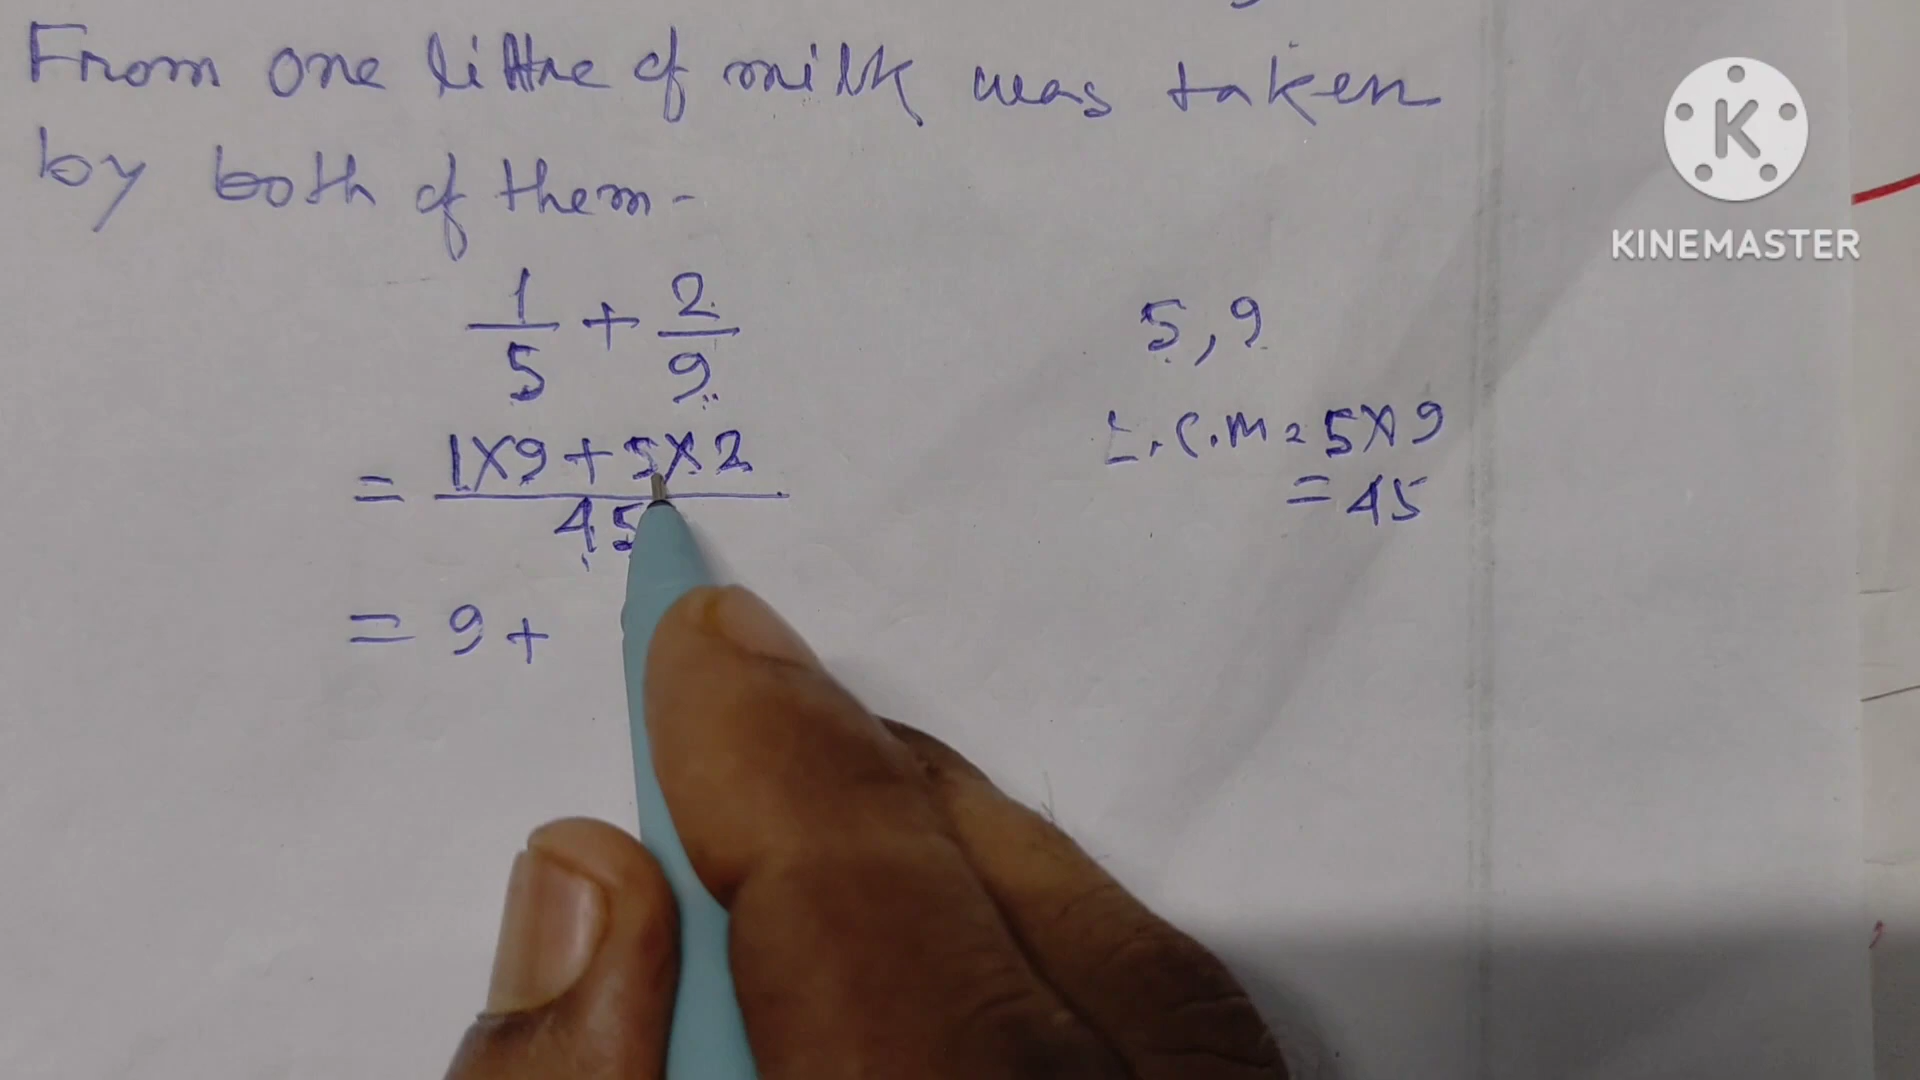 From one littre of milk was taken
by both of them-
1/5 + 2/9
= 1×9+5×2/45
= 9+
5,9
L.C.M = 5×9
= 45
K
KINEMASTER